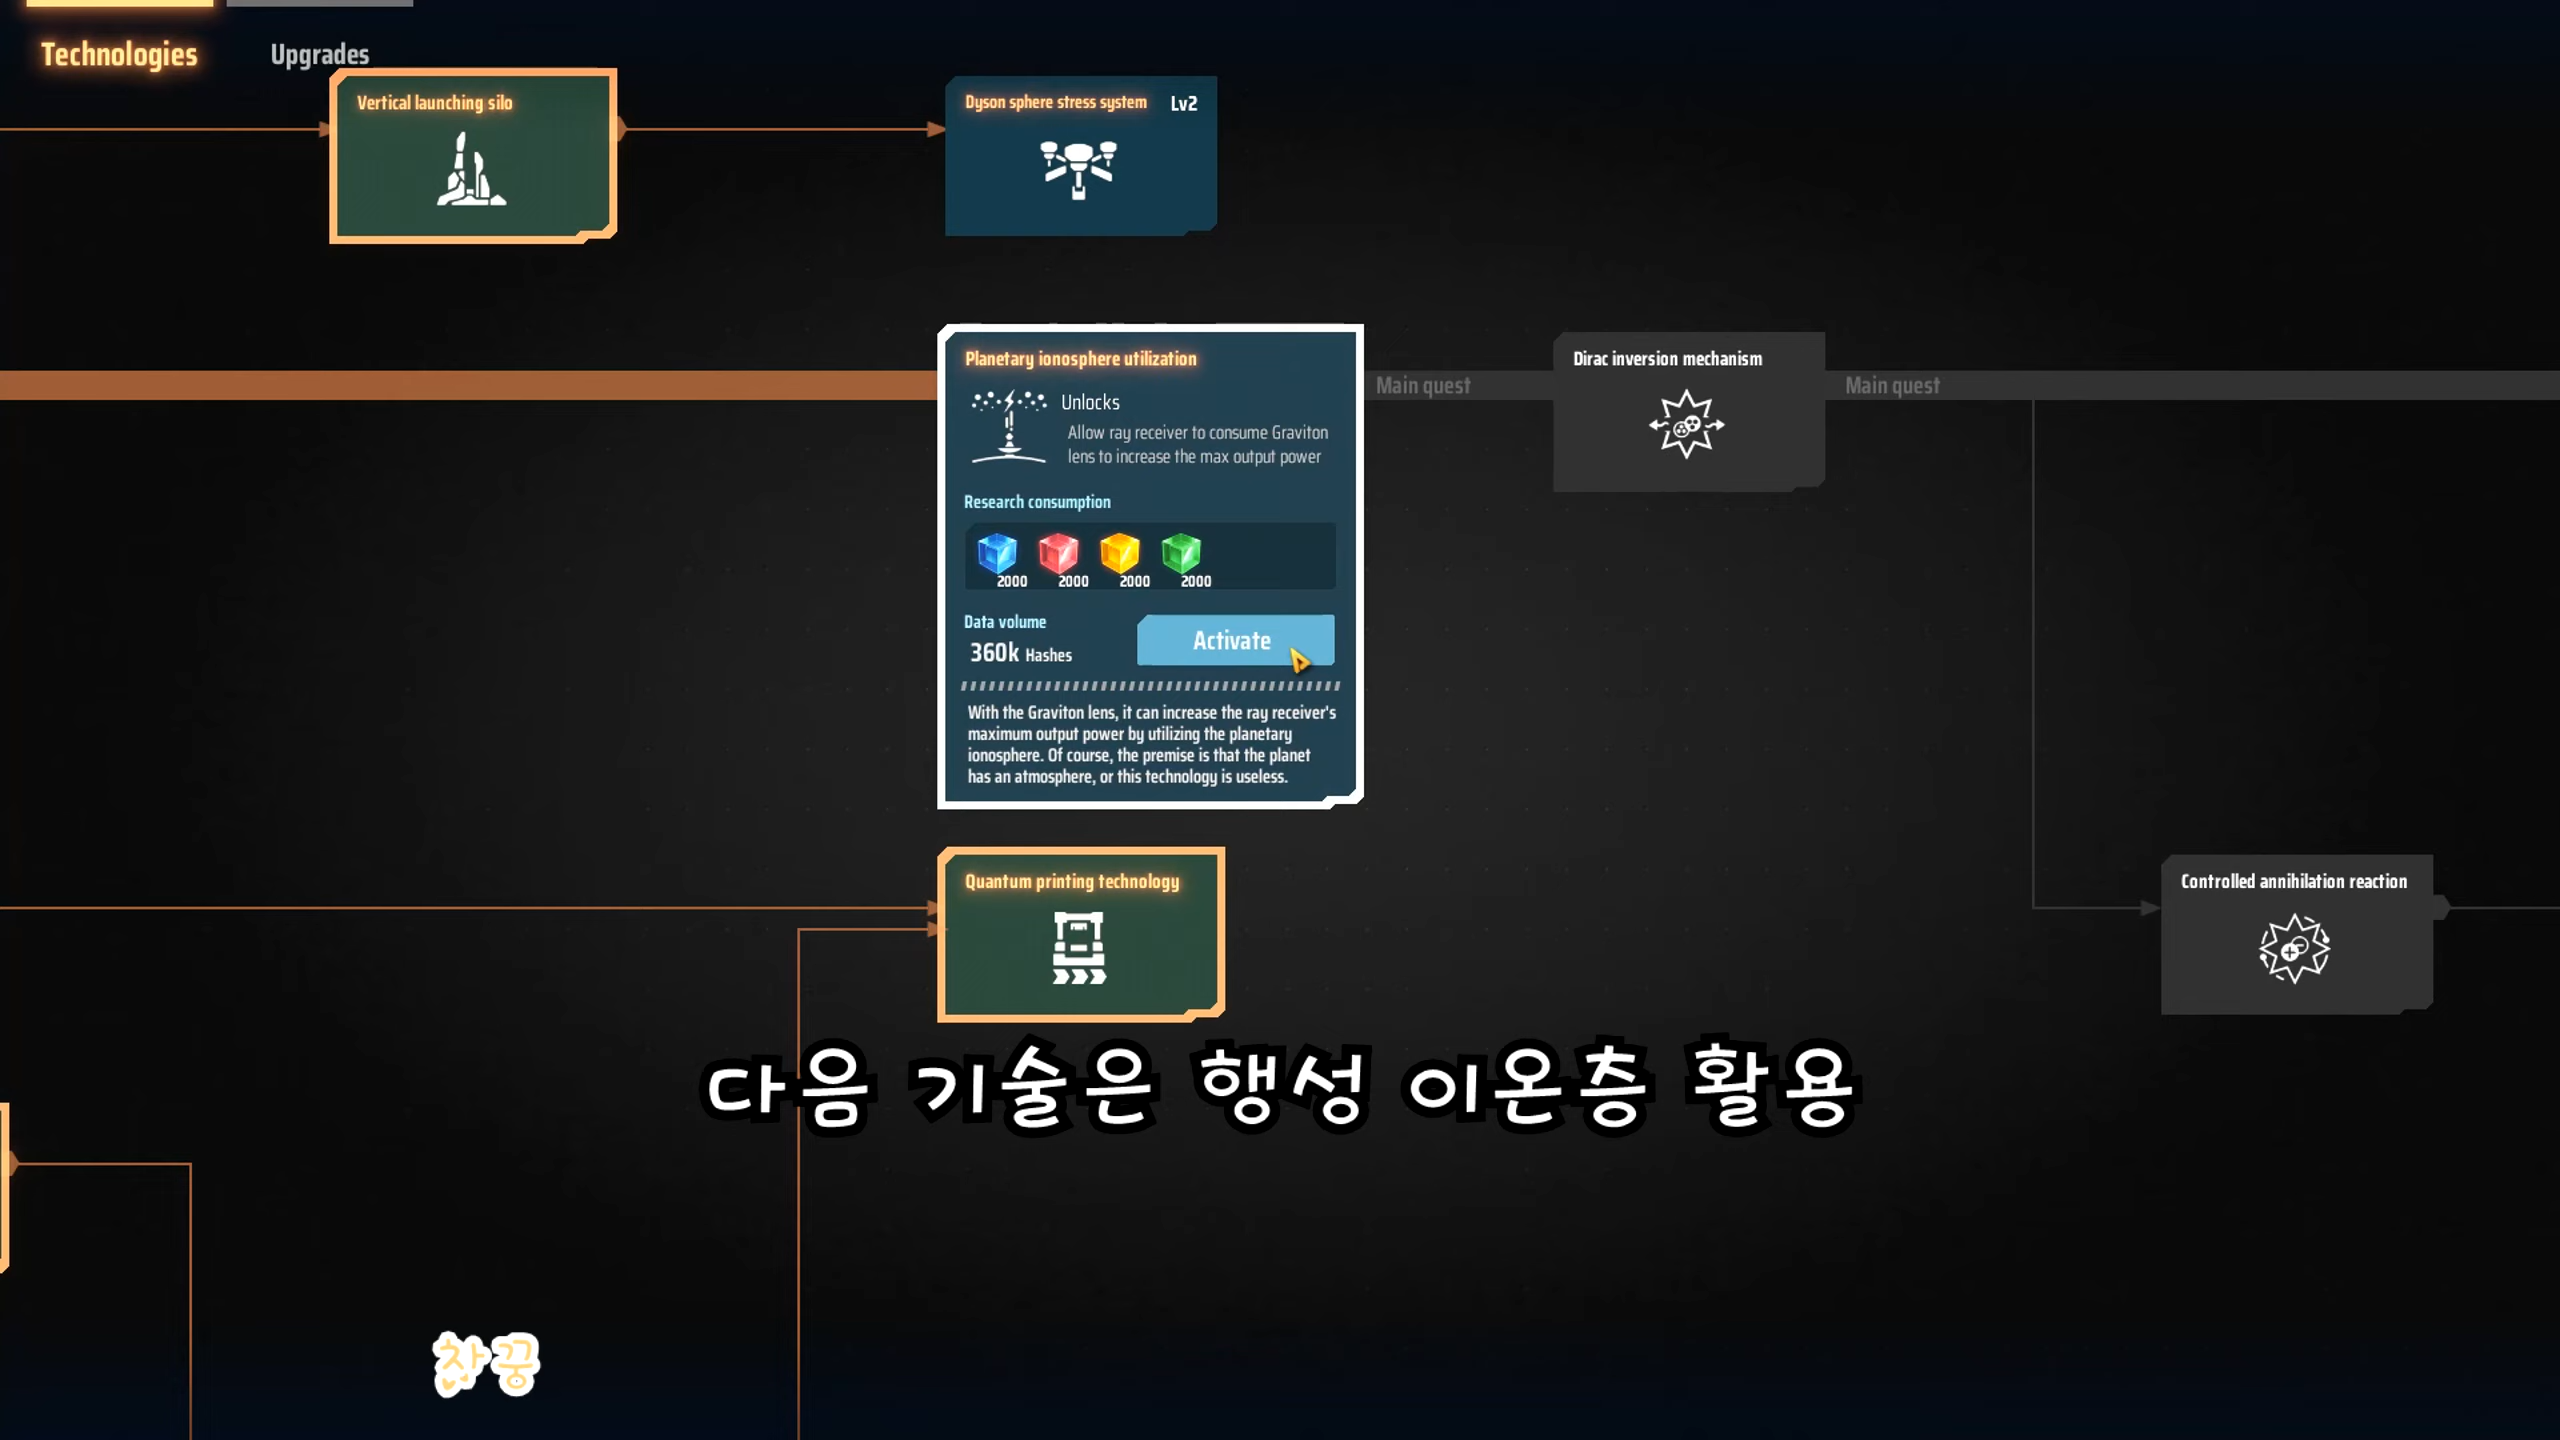 Technologies
Upgrades
Vertical launching silo
Dyson sphere stress system Lv2
Planetary ionosphere utilization
Unlocks
Allow ray receiver to consume Graviton
lens to increase the max output power
Research consumption
2000 2000 2000 2000
Data volume
360k Hashes
Activate
With the Graviton lens, it can increase the ray receiver's
maximum output power by utilizing the planetary
ionosphere. Of course, the premise is that the planet
has an atmosphere, or this technology is useless.
Main quest
Dirac inversion mechanism
Main quest
Quantum printing technology
Controlled annihilation reaction
다음 기술은 행성 이온층 활용